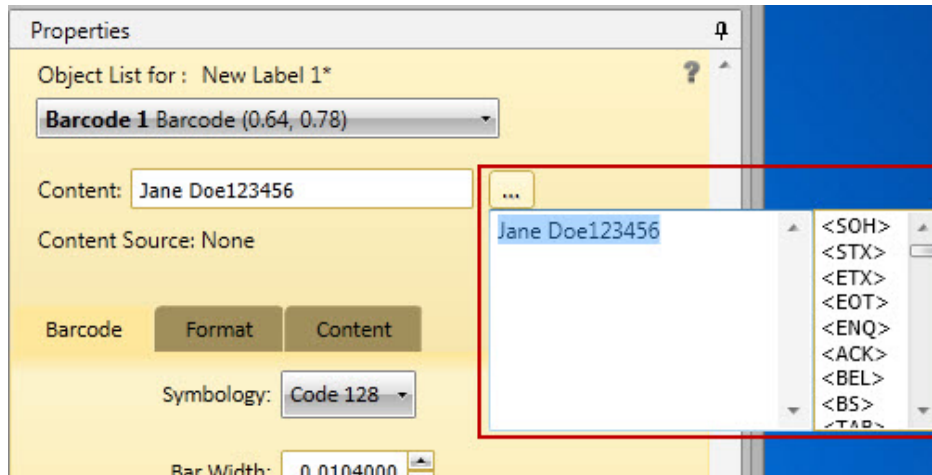 Properties
Object List for : New Label 1*
?
Barcode 1 Barcode (0.64, 0.78)
Content: Jane Doe123456
...
Jane Doe123456
Content Source: None
<SOH>
<STX>
<ETX>
<EOT>
<ENQ>
<ACK>
<BEL>
<BS>
<TAB>
Barcode Format Content
Symbology: Code 128
Bar Width: 0.0104000